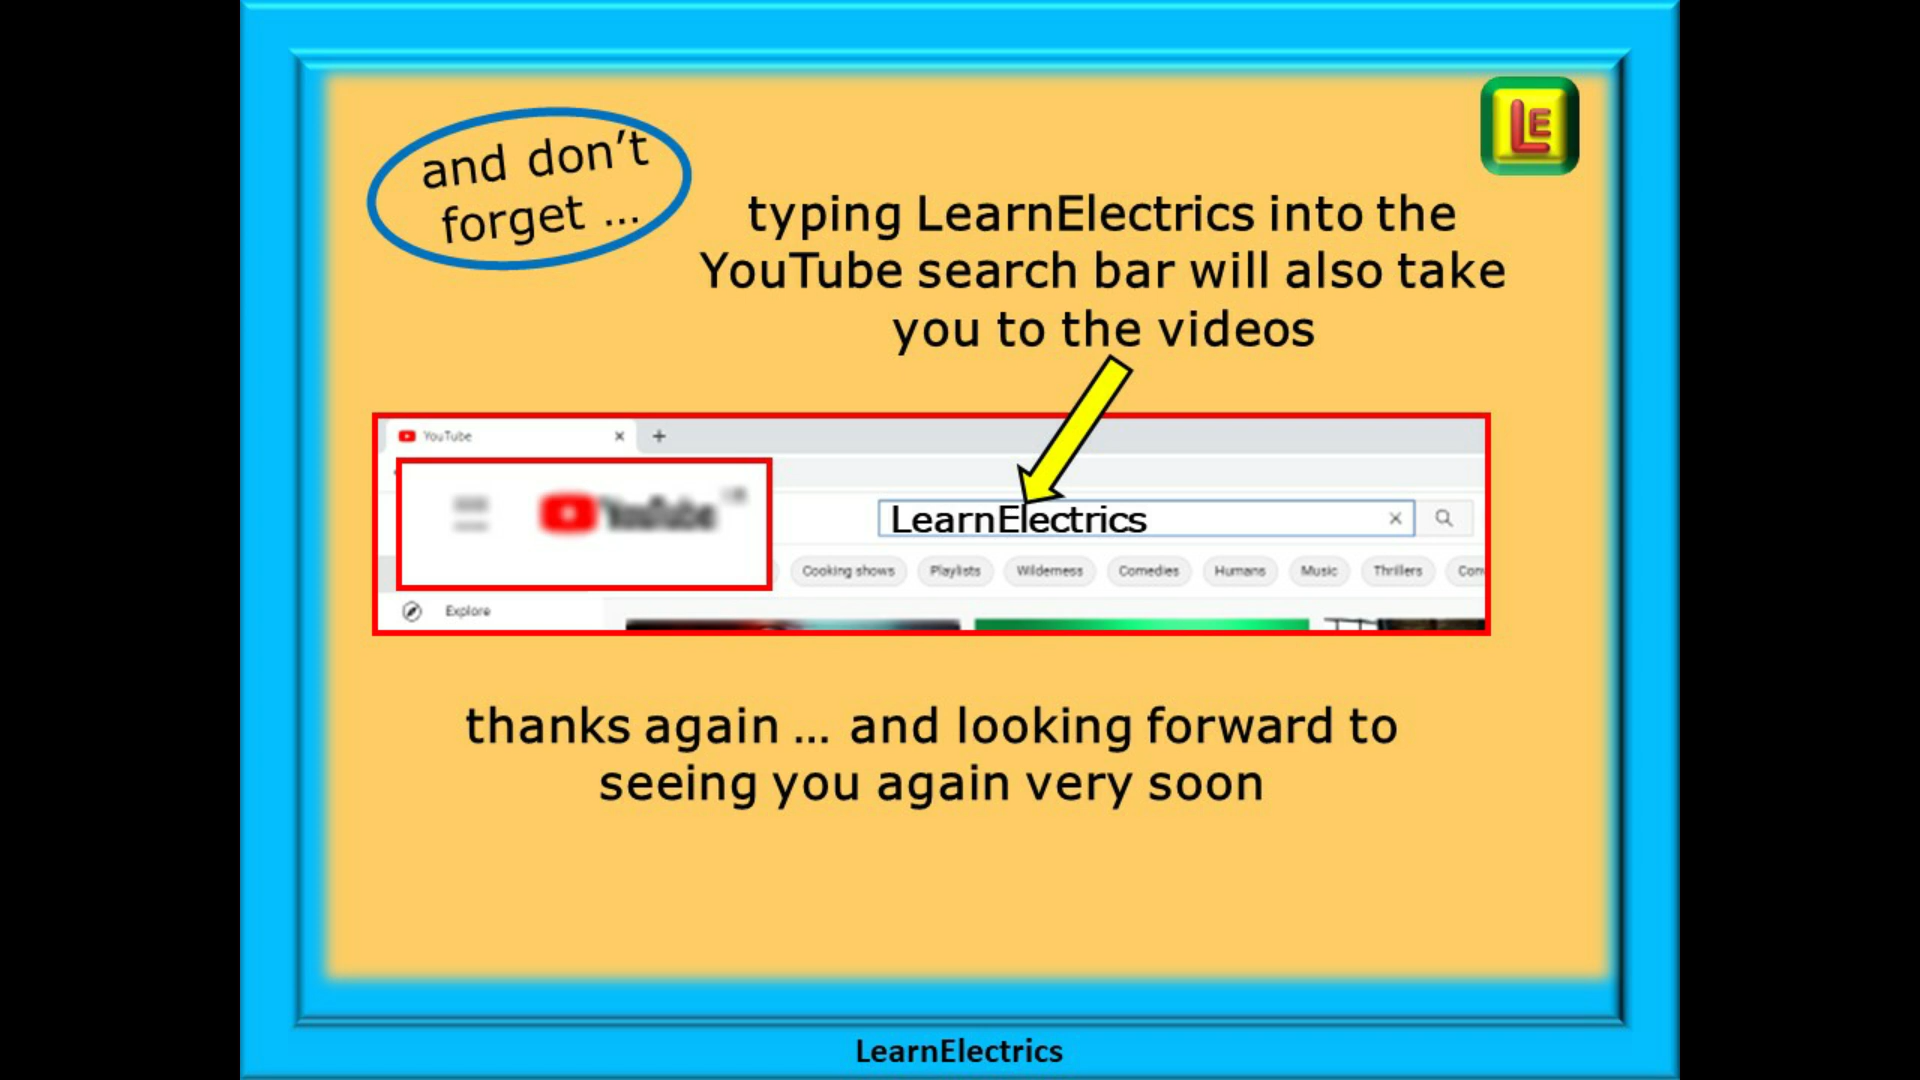 and don't
forget ...
LE
typing LearnElectrics into the
YouTube search bar will also take
you to the videos
YouTube
YouTube
LearnElectrics
Cooking shows Playlists Wilderness Comedies Humans Music Thrillers
Explore
thanks again ... and looking forward to
seeing you again very soon
LearnElectrics